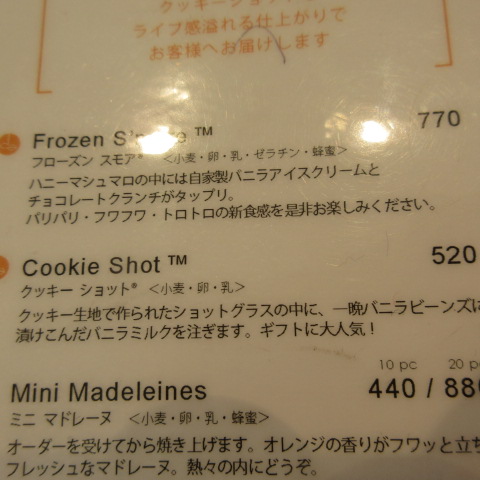 ライブ感溢れる仕上がりで
お客様へお届けします
Frozen ™ 770
フローズン スモア® <小麦・卵・乳・ゼラチン・蜂蜜>
ハニーマシュマロの中には自家製バニラアイスクリームと
チョコレートクランチがタップリ。
パリパリ・フワフワ・トロトロの新食感を是非お楽しみください。
Cookie Shot ™ 520
クッキー ショット® <小麦・卵・乳>
クッキー生地で作られたショットグラスの中に、一晩バニラビーンズに
漬けこんだバニラミルクを注ぎます。ギフトに大人気！
10 pc 20 pc
Mini Madeleines 440 / 880
ミニ マドレーヌ <小麦・卵・乳・蜂蜜>
オーダーを受けてから焼き上げます。オレンジの香りがフワッと立ち
フレッシュなマドレーヌ。熱々の内にどうぞ。